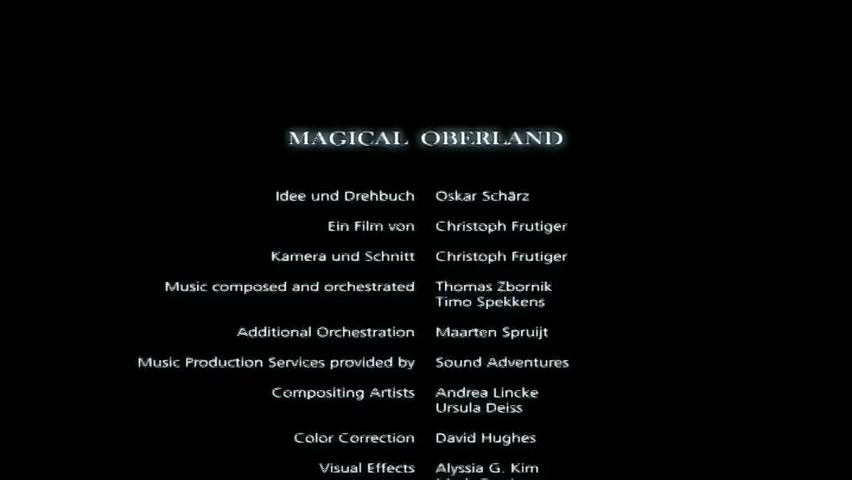 MAGICAL OBERLAND
Idee und Drehbuch Oskar Schärz
Ein Film von Christoph Frutiger
Kamera und Schnitt Christoph Frutiger
Music composed and orchestrated Thomas Zbornik
Timo Spekkens
Additional Orchestration Maarten Spruijt
Music Production Services provided by Sound Adventures
Compositing Artists Andrea Lincke
Ursula Deiss
Color Correction David Hughes
Visual Effects Alyssia G. Kim